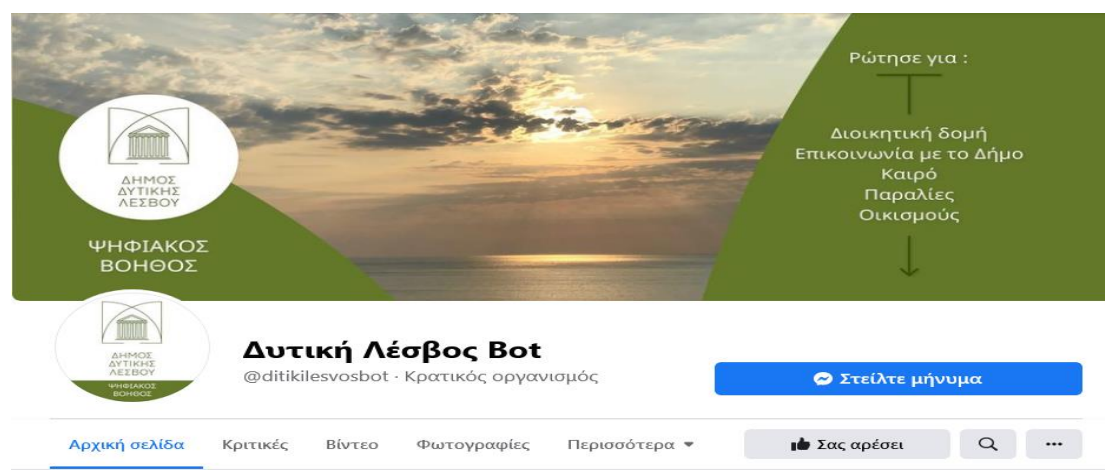 Ρώτησε για :
Διοικητική δομή
Επικοινωνία με το Δήμο
Καιρό
Παραλίες
Οικισμούς
ΔΗΜΟΣ
ΔΥΤΙΚΗΣ
ΛΕΣΒΟΥ
ΨΗΦΙΑΚΟΣ
ΒΟΗΘΟΣ
ΔΗΜΟΣ
ΔΥΤΙΚΗΣ
ΛΕΣΒΟΥ
ΨΗΦΙΑΚΟΣ
ΒΟΗΘΟΣ
Δυτική Λέσβος Bot
@ditikilesvosbot · Κρατικός οργανισμός
Στείλτε μήνυμα
Αρχική σελίδα Κριτικές Βίντεο Φωτογραφίες Περισσότερα Σας αρέσει